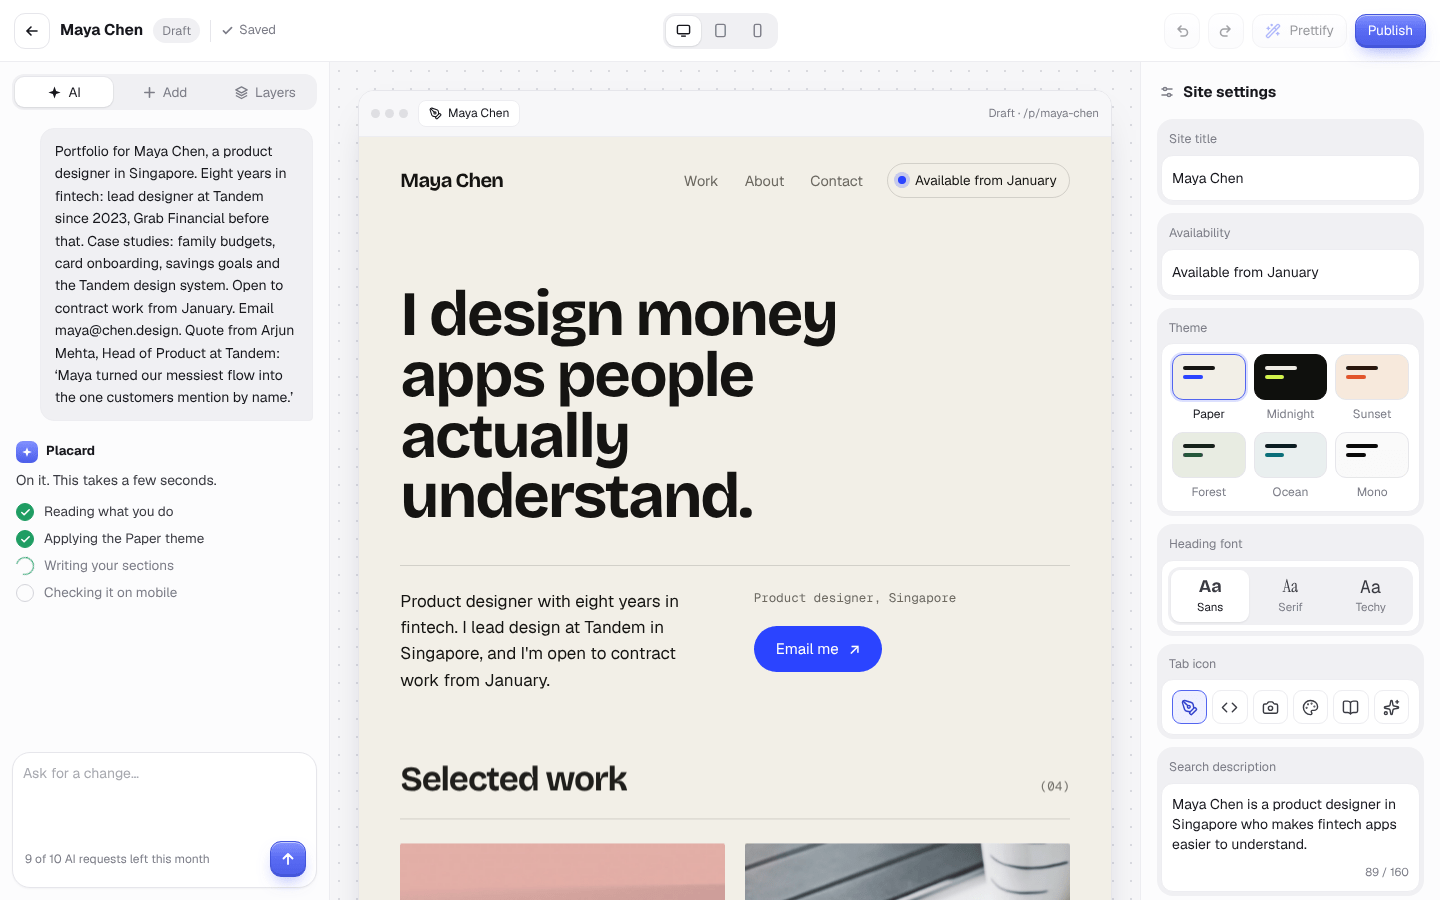 Maya Chen
Draft
Saved
Prettify
Publish
AI
Add
Layers
Portfolio for Maya Chen, a product
designer in Singapore. Eight years in
fintech: lead designer at Tandem
since 2023, Grab Financial before
that. Case studies: family budgets,
card onboarding, savings goals and
the Tandem design system. Open to
contract work from January. Email
maya@chen.design. Quote from Arjun
Mehta, Head of Product at Tandem:
‘Maya turned our messiest flow into
the one customers mention by name.’
Placard
On it. This takes a few seconds.
Reading what you do
Applying the Paper theme
Writing your sections
Checking it on mobile
Ask for a change...
9 of 10 AI requests left this month
Maya Chen
Draft · /p/maya-chen
Maya Chen
Work
About
Contact
Available from January
I design money
apps people
actually
understand.
Product designer with eight years in
fintech. I lead design at Tandem in
Singapore, and I'm open to contract
work from January.
Product designer, Singapore
Email me
Selected work
(04)
Site settings
Site title
Maya Chen
Availability
Available from January
Theme
Paper
Midnight
Sunset
Forest
Ocean
Mono
Heading font
Aa
Sans
Aa
Serif
Aa
Techy
Tab icon
Search description
Maya Chen is a product designer in
Singapore who makes fintech apps
easier to understand.
89 / 160